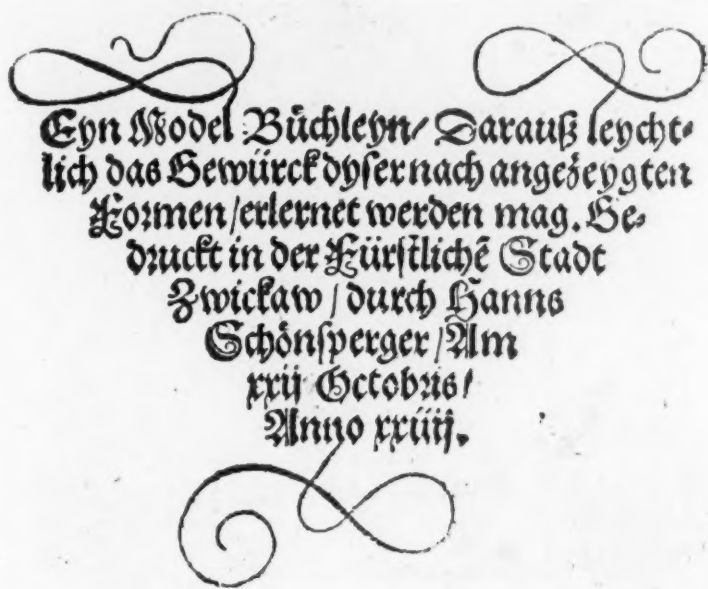 Eyn Model Büchleyn/ Darauß leycht⸗
lich das Gewürck dyser nach angezeygten
Formen/erlernet werden mag. Ge⸗
druckt in der Fürstlichẽ Stadt
Zwickaw / durch Hanns
Schönsperger/Am
xxij Octobris/
Anno xxiiij.